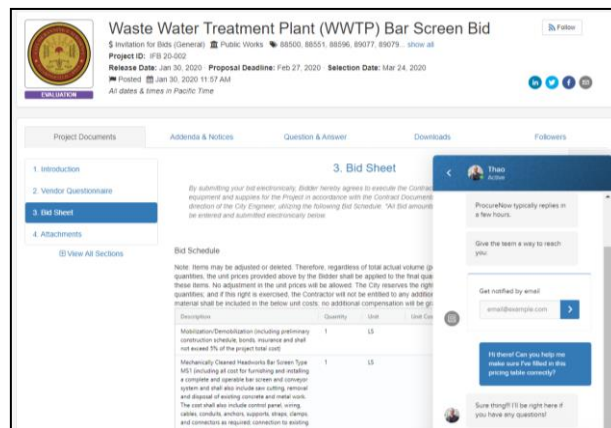 Waste Water Treatment Plant (WWTP) Bar Screen Bid
Follow
$ Invitation for Bids (General) Public Works 88500, 88551, 88596, 89077, 89079... show all
Project ID: IFB 20-002
Release Date: Jan 30, 2020 · Proposal Deadline: Feb 27, 2020 · Selection Date: Mar 24, 2020
Posted Jan 30, 2020 11:57 AM
All dates & times in Pacific Time
EVALUATION
Project Documents
Addenda & Notices
Question & Answer
Downloads
Followers
1. Introduction
2. Vendor Questionnaire
3. Bid Sheet
4. Attachments
View All Sections
3. Bid Sheet
By submitting your bid electronically, Bidder hereby agrees to execute the Contrac
equipment and supplies for the Project in accordance with the Contract Documents
direction of the City Engineer, utilizing the following Bid Schedule. *All Bid amounts
be entered and submitted electronically below.
Bid Schedule
Note: Items may be adjusted or deleted. Therefore, regardless of total actual volume (p
quantities, the unit prices provided above by the Bidder shall be applied to the final qua
these items. No adjustment in the unit prices will be allowed. The City reserves the righ
quantities; and if this right is exercised, the Contractor will not be entitled to any addition
material shall be included in the below unit costs; no additional compensation will be gra
Description Quantity Unit Unit Cos
Mobilization/Demobilization (including preliminary 1 LS
construction schedule, bonds, insurance and shall
not exceed 5% of the project total cost)
Mechanically Cleaned Headworks Bar Screen Type 1 LS
MS1 (including all cost for furnishing and installing
a complete and operable bar screen and conveyor
system and shall also include saw cutting, removal
and disposal of existing concrete and metal work.
The cost shall also include control panel, wiring,
cables, conduits, anchors, supports, straps, clamps,
and connectors as required; connection to existing
Thao
Active
ProcureNow typically replies in
a few hours.
Give the team a way to reach
you:
Get notified by email
email@example.com
Hi there! Can you help me
make sure I've filled in this
pricing table correctly?
Sure thing!!! I'll be right here if
you have any questions!